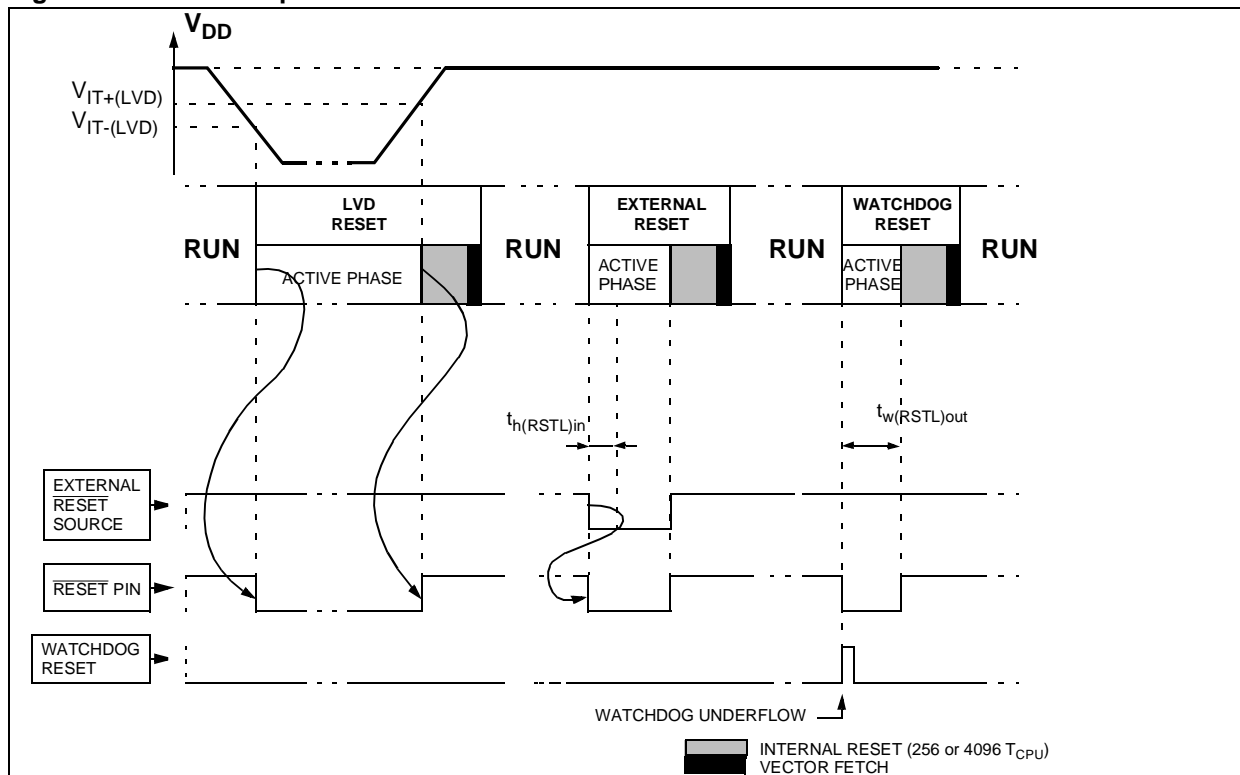 V_DD
V_IT+(LVD)
V_IT-(LVD)
LVD
RESET
EXTERNAL
RESET
WATCHDOG
RESET
RUN
RUN
RUN
RUN
ACTIVE PHASE
ACTIVE
PHASE
ACTIVE
PHASE
t_h(RSTL)in
t_w(RSTL)out
EXTERNAL
RESET
SOURCE
RESET PIN
WATCHDOG
RESET
WATCHDOG UNDERFLOW
INTERNAL RESET (256 or 4096 T_CPU)
VECTOR FETCH